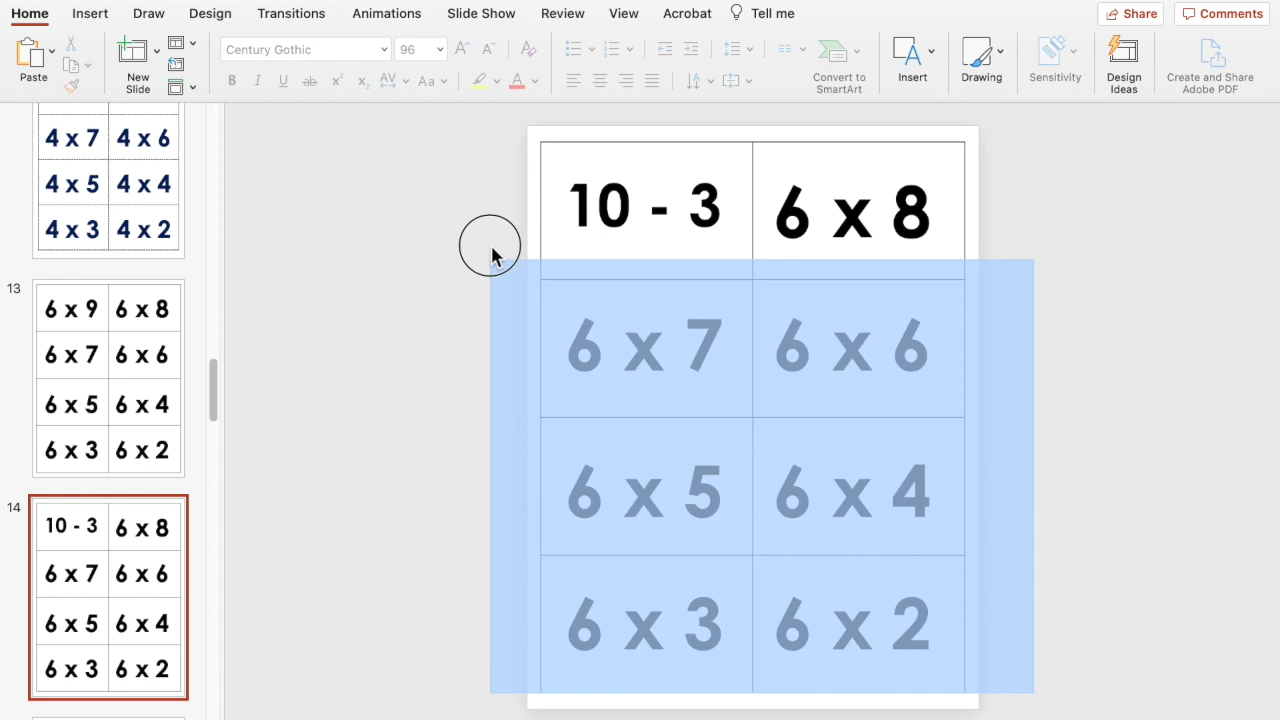 Home Insert Draw Design Transitions Animations Slide Show Review View Acrobat Tell me Share Comments
Paste New Slide Century Gothic 96 B I U ab x² x₂ AV Aa A Convert to SmartArt Insert Drawing Sensitivity Design Ideas Create and Share Adobe PDF
4 x 7 4 x 6
4 x 5 4 x 4
4 x 3 4 x 2
13
6 x 9 6 x 8
6 x 7 6 x 6
6 x 5 6 x 4
6 x 3 6 x 2
14
10 - 3 6 x 8
6 x 7 6 x 6
6 x 5 6 x 4
6 x 3 6 x 2
10 - 3 6 x 8
6 x 7 6 x 6
6 x 5 6 x 4
6 x 3 6 x 2